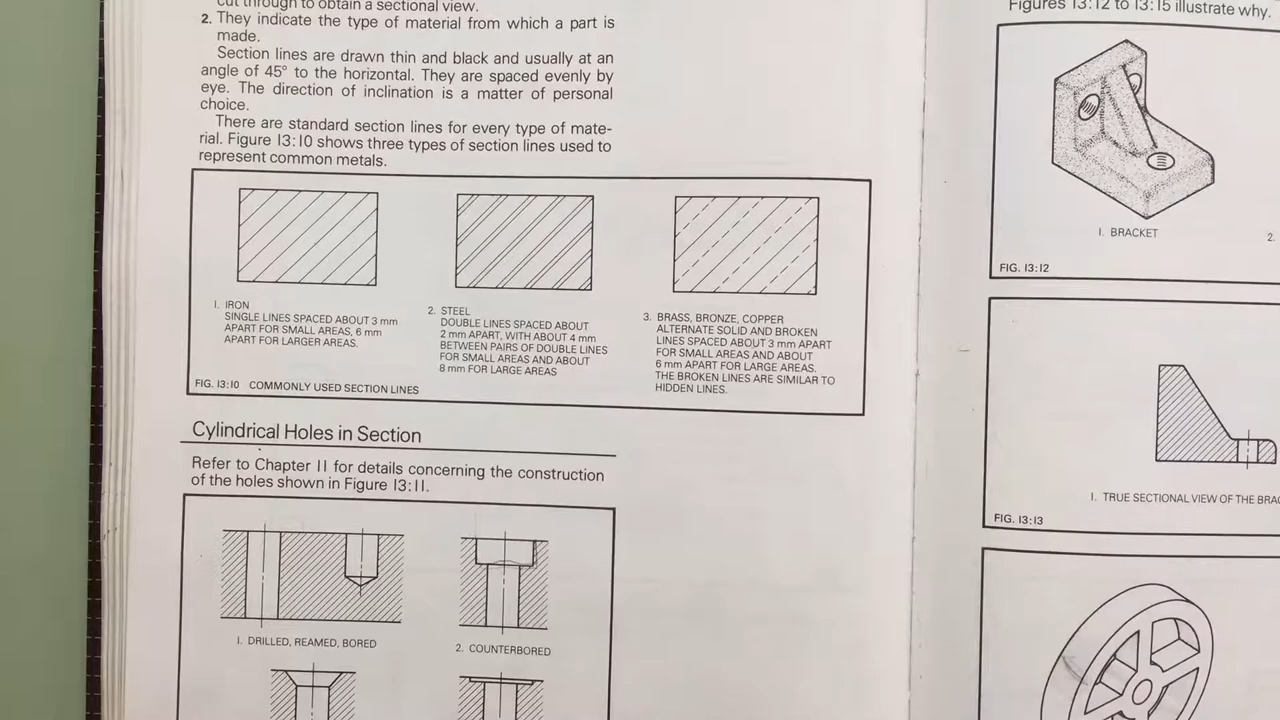 cut through to obtain a sectional view.
2. They indicate the type of material from which a part is
made.
Section lines are drawn thin and black and usually at an
angle of 45° to the horizontal. They are spaced evenly by
eye. The direction of inclination is a matter of personal
choice.
There are standard section lines for every type of mate-
rial. Figure 13:10 shows three types of section lines used to
represent common metals.
1. IRON
SINGLE LINES SPACED ABOUT 3 mm
APART FOR SMALL AREAS, 6 mm
APART FOR LARGER AREAS.
2. STEEL
DOUBLE LINES SPACED ABOUT
2 mm APART, WITH ABOUT 4 mm
BETWEEN PAIRS OF DOUBLE LINES
FOR SMALL AREAS AND ABOUT
8 mm FOR LARGE AREAS
3. BRASS, BRONZE, COPPER
ALTERNATE SOLID AND BROKEN
LINES SPACED ABOUT 3 mm APART
FOR SMALL AREAS AND ABOUT
6 mm APART FOR LARGE AREAS.
THE BROKEN LINES ARE SIMILAR TO
HIDDEN LINES.
FIG. 13:10 COMMONLY USED SECTION LINES
Cylindrical Holes in Section
Refer to Chapter 11 for details concerning the construction
of the holes shown in Figure 13:11.
1. DRILLED, REAMED, BORED
2. COUNTERBORED
Figures 13:12 to 13:15 illustrate why.
1. BRACKET
2.
FIG. 13:12
1. TRUE SECTIONAL VIEW OF THE BRA
FIG. 13:13